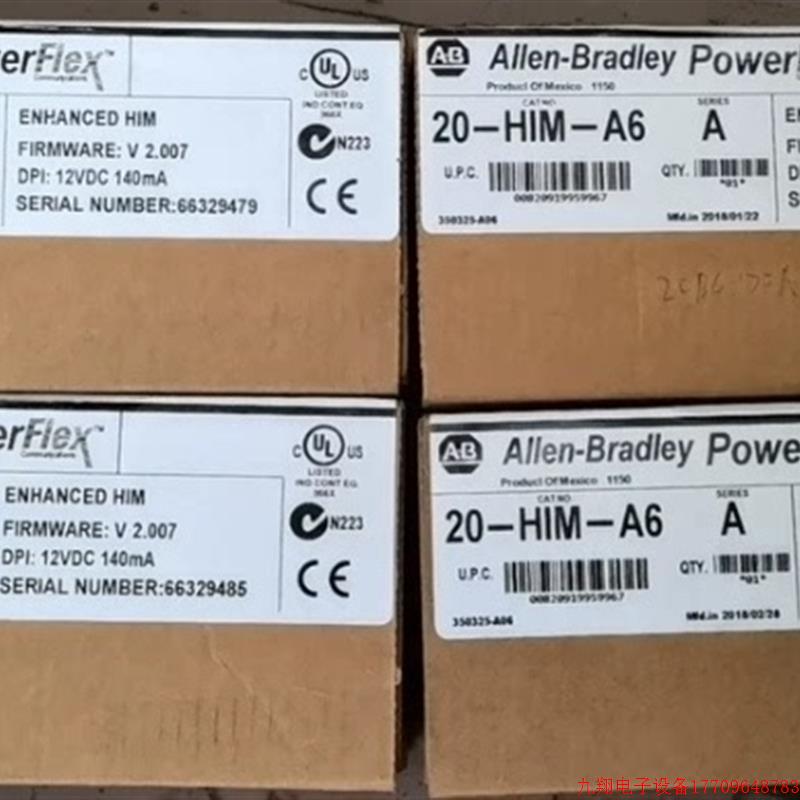 erFlex™
Communications
ENHANCED HIM
FIRMWARE: V 2.007
DPI: 12VDC 140mA
SERIAL NUMBER:66329479
C UL US
LISTED
IND CONT EQ
N223
CE
AB Allen-Bradley Power
Product Of Mexico 1150
CAT NO
SERIES
20-HIM-A6 A
U.P.C.
QTY.
00820919959967
"01"
350325-A06
Mfd.in 2018/01/22
EN
FI
D
S
erFlex™
Communications
ENHANCED HIM
FIRMWARE: V 2.007
DPI: 12VDC 140mA
SERIAL NUMBER:66329485
C UL US
LISTED
IND CONT EQ
N223
CE
AB Allen-Bradley Power
Product Of Mexico 1150
CAT NO
SERIES
20-HIM-A6 A
U.P.C.
QTY.
00820919959967
"01"
350325-A06
Mfd.in 2018/02/28
九翔电子设备17709648783